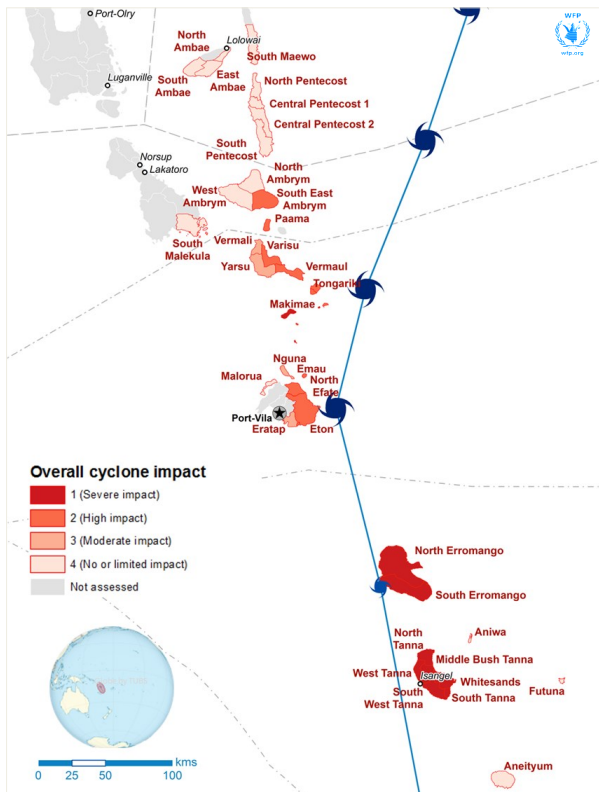 Port-Olry
WFP
wfp.org
North
Ambae
Lolowai
South Maewo
Luganville
South
Ambae
East
Ambae
North Pentecost
Central Pentecost 1
Central Pentecost 2
South
Pentecost
Norsup
Lakatoro
North
Ambrym
West
Ambrym
South East
Ambrym
Paama
South
Malekula
Vermali
Varisu
Yarsu
Vermaul
Tongariki
Makimae
Nguna
Emau
Malorua
North
Efate
Port-Vila
Eratap
Eton
Overall cyclone impact
1 (Severe impact)
2 (High impact)
3 (Moderate impact)
4 (No or limited impact)
Not assessed
North Erromango
South Erromango
North
Tanna
Aniwa
Middle Bush Tanna
West Tanna
Isangel
Whitesands
South
West Tanna
South Tanna
Futuna
Aneityum
kms
0 25 50 100